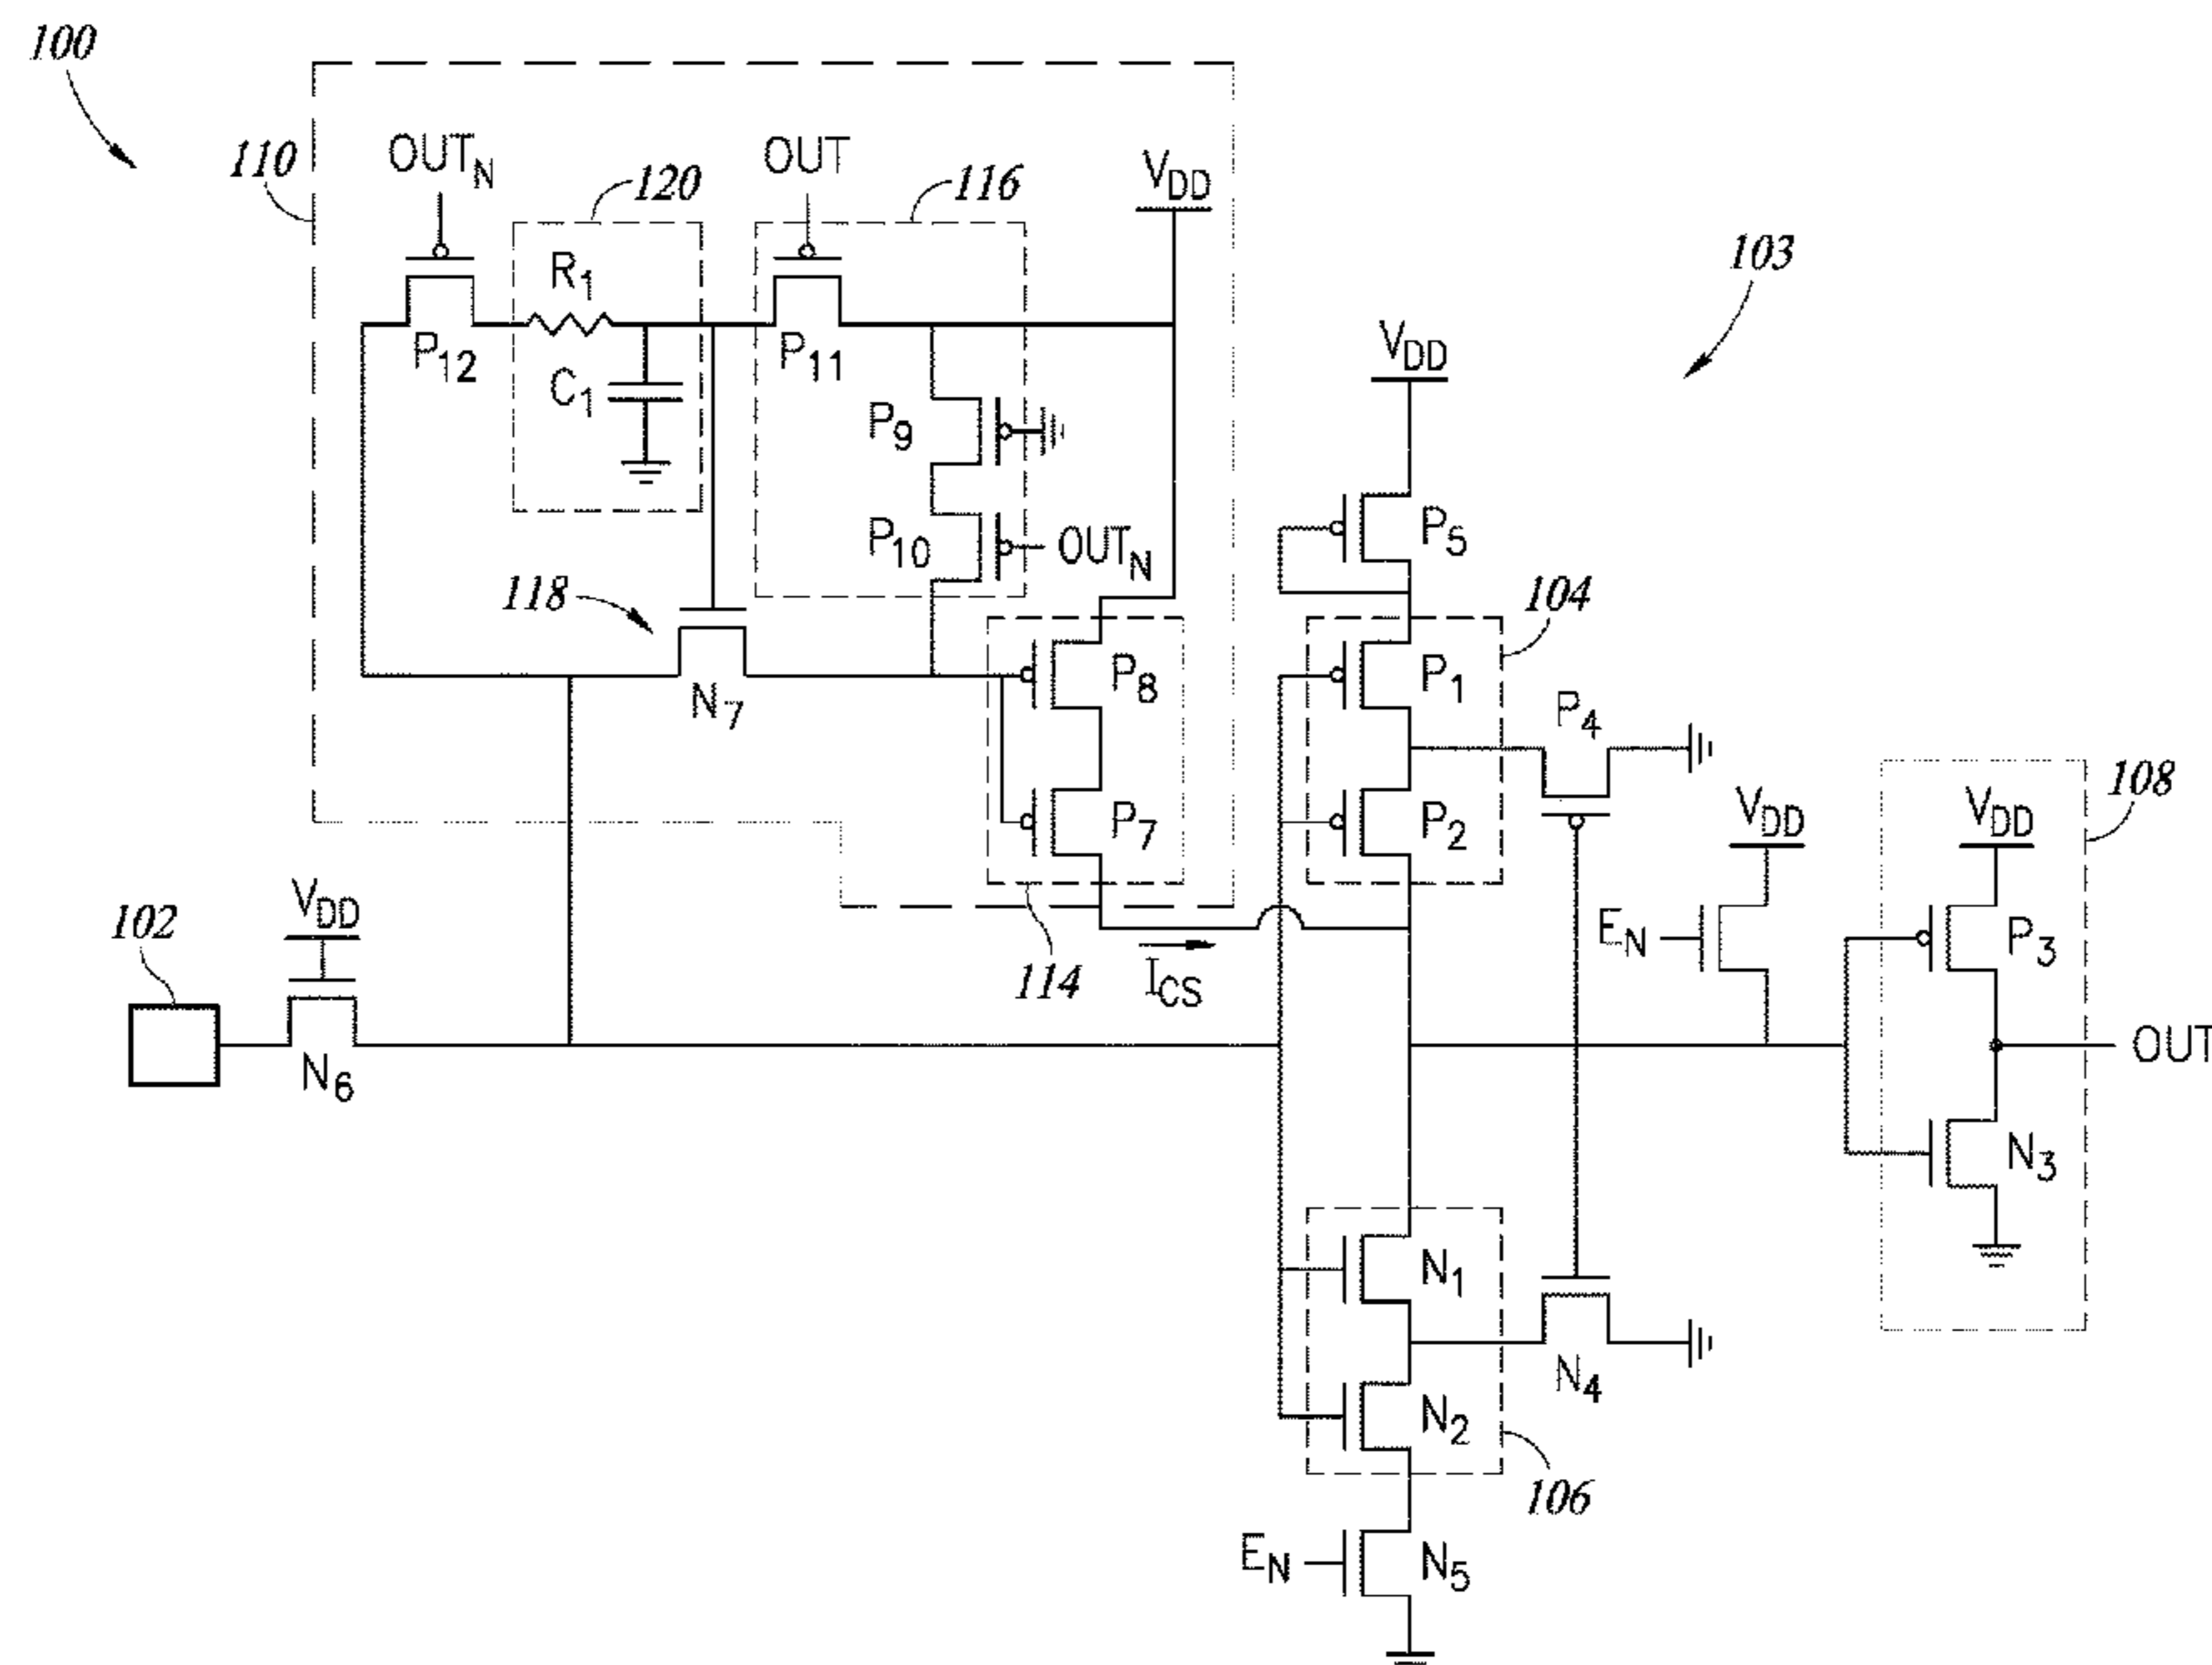 100
110
OUT_N
120
OUT
116
V_DD
103
R_1
P_12
C_1
P_11
P_9
P_10
OUT_N
118
N_7
P_8
P_7
V_DD
P_5
104
P_1
P_4
P_2
V_DD
V_DD
108
102
V_DD
N_6
114
I_CS
E_N
P_3
OUT
N_3
N_1
N_4
N_2
106
E_N
N_5